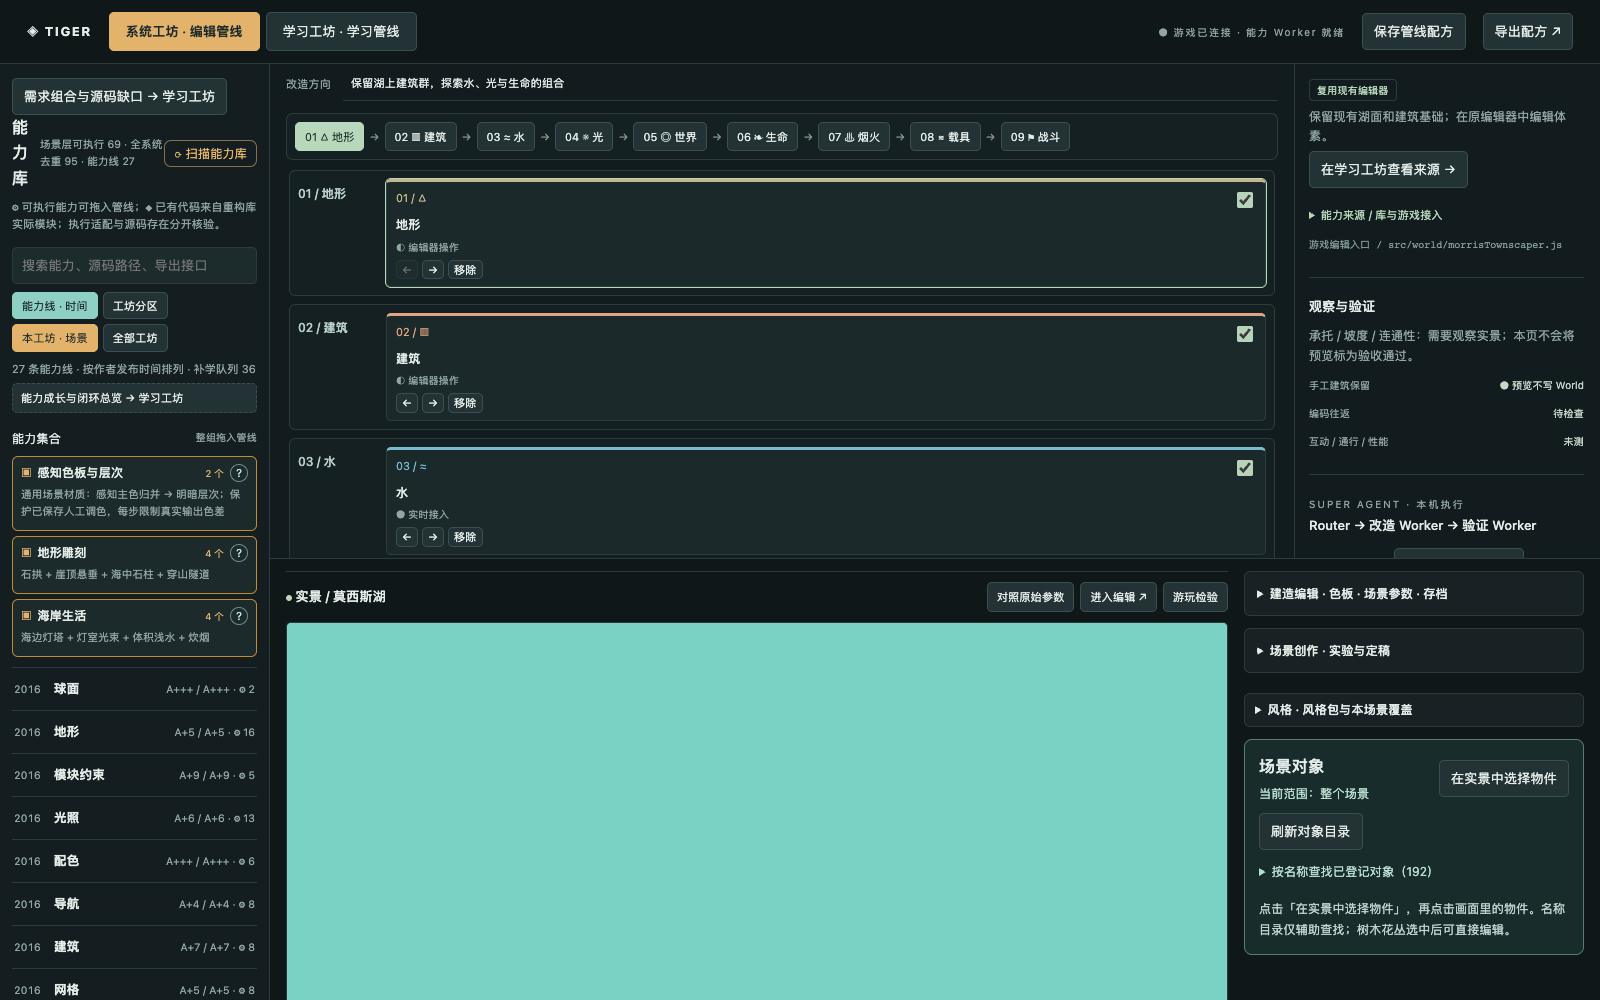 ◈ TIGER
系统工坊 · 编辑管线
学习工坊 · 学习管线
游戏已连接 · 能力 Worker 就绪
保存管线配方
导出配方 ↗
需求组合与源码缺口 → 学习工坊
能力库
场景层可执行 69 · 全系统去重 95 · 能力线 27
⟳ 扫描能力库
⚙ 可执行能力可拖入管线；◆ 已有代码来自重构库
实际模块；执行适配与源码存在分开核验。
搜索能力、源码路径、导出接口
能力线 · 时间
工坊分区
本工坊 · 场景
全部工坊
27 条能力线 · 按作者发布时间排列 · 补学队列 36
能力成长与闭环总览 → 学习工坊
能力集合
整组拖入管线
感知色板与层次
2 个 ?
通用场景材质：感知主色归并 → 明暗层次；保
护已保存人工调色，每步限制真实输出色差
地形雕刻
4 个 ?
石拱 + 崖顶悬垂 + 海中石柱 + 穿山隧道
海岸生活
4 个 ?
海边灯塔 + 灯室光束 + 体积浅水 + 炊烟
2016 球面 A+++ / A+++ · ⚙ 2
2016 地形 A+5 / A+5 · ⚙ 16
2016 模块约束 A+9 / A+9 · ⚙ 5
2016 光照 A+6 / A+6 · ⚙ 13
2016 配色 A+++ / A+++ · ⚙ 6
2016 导航 A+4 / A+4 · ⚙ 8
2016 建筑 A+7 / A+7 · ⚙ 8
2016 网格 A+5 / A+5 · ⚙ 8
改造方向
保留湖上建筑群，探索水、光与生命的组合
01 △ 地形 → 02 ▦ 建筑 → 03 ≈ 水 → 04 ☀ 光 → 05 ◎ 世界 → 06 ❧ 生命 → 07 ♨ 烟火 → 08 ≋ 载具 → 09 ⚑ 战斗
01 / 地形
01 / △
地形
◐ 编辑器操作
← → 移除
02 / 建筑
02 / ▦
建筑
◐ 编辑器操作
← → 移除
03 / 水
03 / ≈
水
● 实时接入
← → 移除
复用现有编辑器
保留现有湖面和建筑基础；在原编辑器中编辑体
素。
在学习工坊查看来源 →
▶ 能力来源 / 库与游戏接入
游戏编辑入口 / src/world/morrisTownscaper.js
观察与验证
承托 / 坡度 / 连通性：需要观察实景；本页不会将
预览标为验收通过。
手工建筑保留 ● 预览不写 World
编码往返 待检查
互动 / 通行 / 性能 未测
SUPER AGENT · 本机执行
Router → 改造 Worker → 验证 Worker
实景 / 莫西斯湖
对照原始参数
进入编辑 ↗
游玩检验
▶ 建造编辑 · 色板 · 场景参数 · 存档
▶ 场景创作 · 实验与定稿
▶ 风格 · 风格包与本场景覆盖
场景对象
当前范围：整个场景
在实景中选择物件
刷新对象目录
▶ 按名称查找已登记对象（192）
点击「在实景中选择物件」，再点击画面里的物件。名称
目录仅辅助查找；树木花丛选中后可直接编辑。